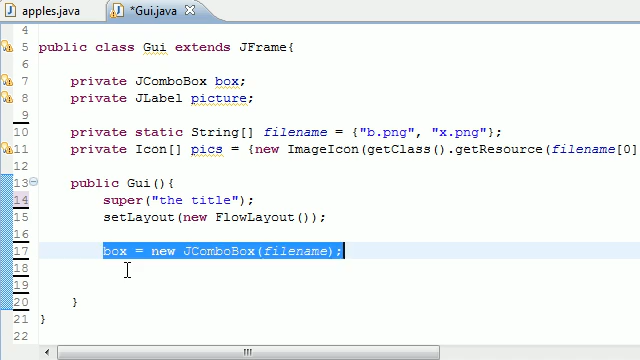 apples.java
*Gui.java
4
5 public class Gui extends JFrame{
6
7 private JComboBox box;
8 private JLabel picture;
9
10 private static String[] filename = {"b.png", "x.png"};
11 private Icon[] pics = {new ImageIcon(getClass().getResource(filename[0]
12
13 public Gui(){
14 super("the title");
15 setLayout(new FlowLayout());
16
17 box = new JComboBox(filename);
18
19
20 }
21 }
22